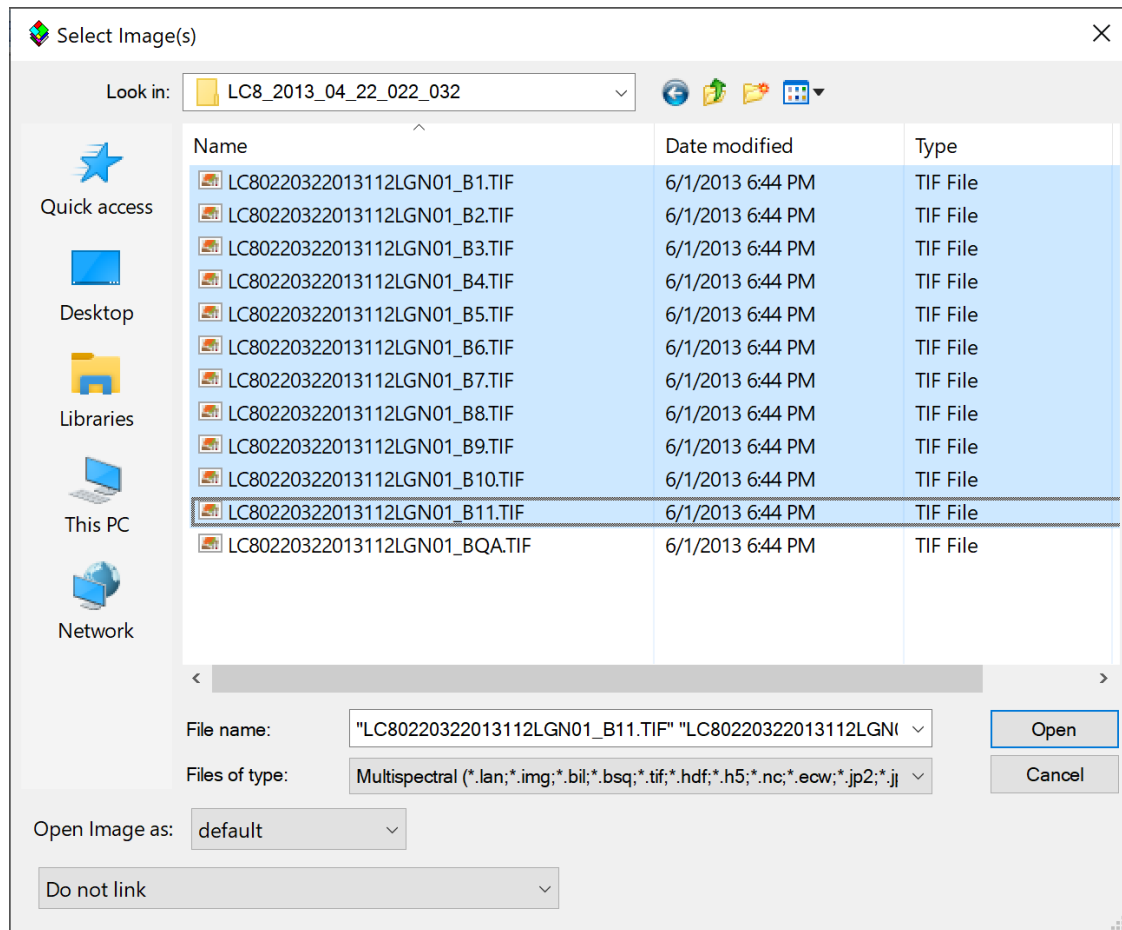 Select Image(s)
Look in: LC8_2013_04_22_022_032
Name Date modified Type
Quick access
Desktop
Libraries
This PC
Network
LC80220322013112LGN01_B1.TIF 6/1/2013 6:44 PM TIF File
LC80220322013112LGN01_B2.TIF 6/1/2013 6:44 PM TIF File
LC80220322013112LGN01_B3.TIF 6/1/2013 6:44 PM TIF File
LC80220322013112LGN01_B4.TIF 6/1/2013 6:44 PM TIF File
LC80220322013112LGN01_B5.TIF 6/1/2013 6:44 PM TIF File
LC80220322013112LGN01_B6.TIF 6/1/2013 6:44 PM TIF File
LC80220322013112LGN01_B7.TIF 6/1/2013 6:44 PM TIF File
LC80220322013112LGN01_B8.TIF 6/1/2013 6:44 PM TIF File
LC80220322013112LGN01_B9.TIF 6/1/2013 6:44 PM TIF File
LC80220322013112LGN01_B10.TIF 6/1/2013 6:44 PM TIF File
LC80220322013112LGN01_B11.TIF 6/1/2013 6:44 PM TIF File
LC80220322013112LGN01_BQA.TIF 6/1/2013 6:44 PM TIF File
File name: "LC80220322013112LGN01_B11.TIF" "LC80220322013112LGN( Open
Files of type: Multispectral (*.lan;*.img;*.bil;*.bsq;*.tif;*.hdf;*.h5;*.nc;*.ecw;*.jp2;*.j Cancel
Open Image as: default
Do not link